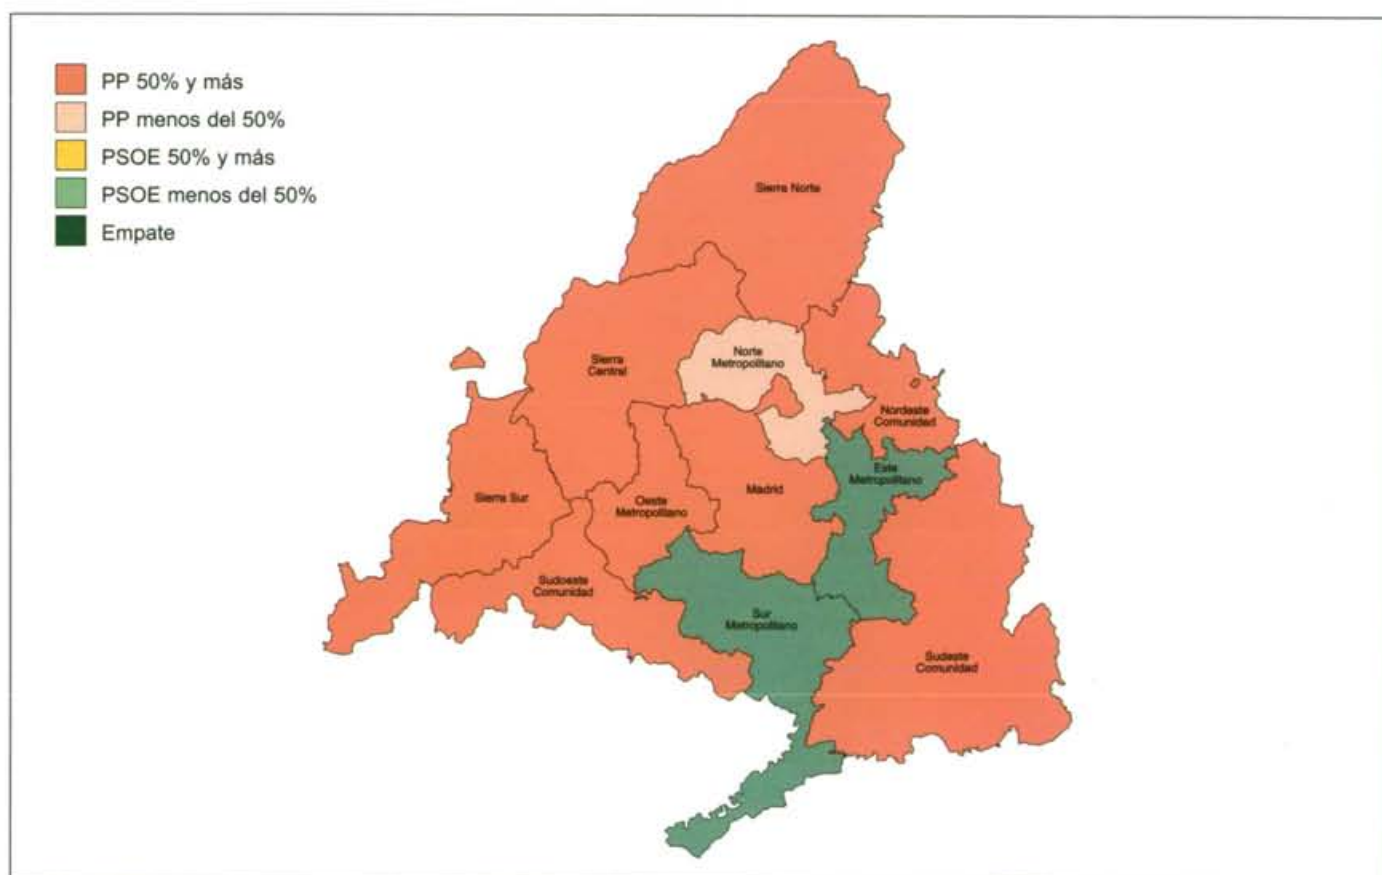 PP 50% y más
PP menos del 50%
PSOE 50% y más
PSOE menos del 50%
Empate
Sierra Norte
Norte
Metropolitano
Sierra
Central
Nordeste
Comunidad
Este
Metropolitano
Madrid
Sierra Sur
Oeste
Metropolitano
Sudoeste
Comunidad
Sur
Metropolitano
Sudeste
Comunidad